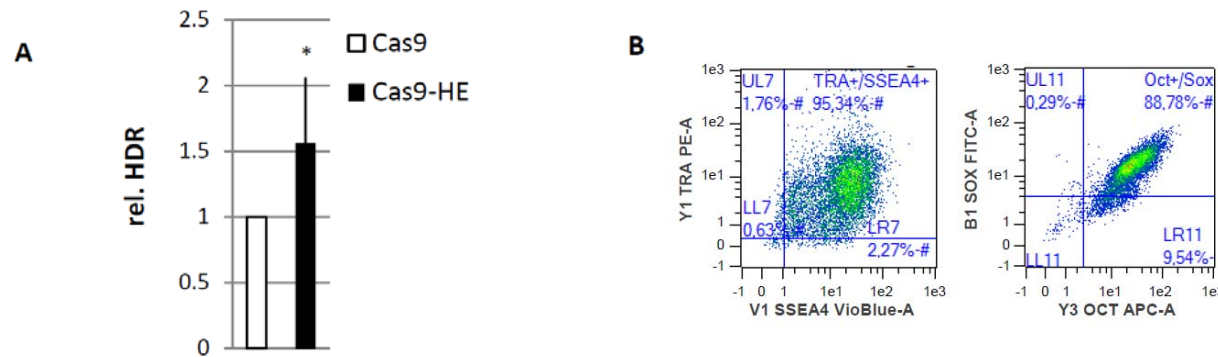 A
rel. HDR
2.5
2
1.5
1
0.5
0
*
Cas9
Cas9-HE
B
1e3
1e2
1e1
1
0
-1
Y1 TRA PE-A
UL7
1,76%-#
TRA+/SSEA4+
95,34%-#
LL7
0,63%-#
LR7
2,27%-#
-1 0 1 1e1 1e2 1e3
V1 SSEA4 VioBlue-A
1e3
1e2
1e1
1
0
-1
B1 SOX FITC-A
UL11
0,29%-#
Oct+/Sox
88,78%-#
LL11
LR11
9,54%-
-1 0 1 1e1 1e2 1e3
Y3 OCT APC-A